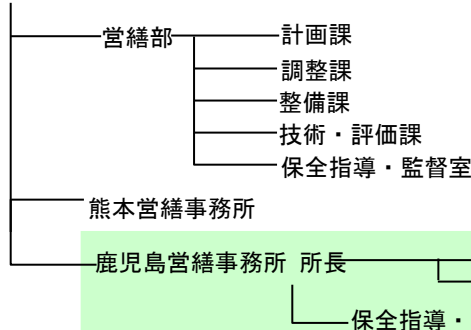 営繕部
計画課
調整課
整備課
技術・評価課
保全指導・監督室
熊本営繕事務所
鹿児島営繕事務所 所長
保全指導・